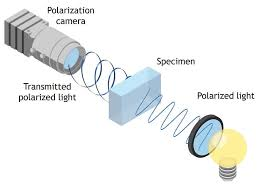 Polarization
camera
Specimen
Transmitted
polarized light
Polarized light